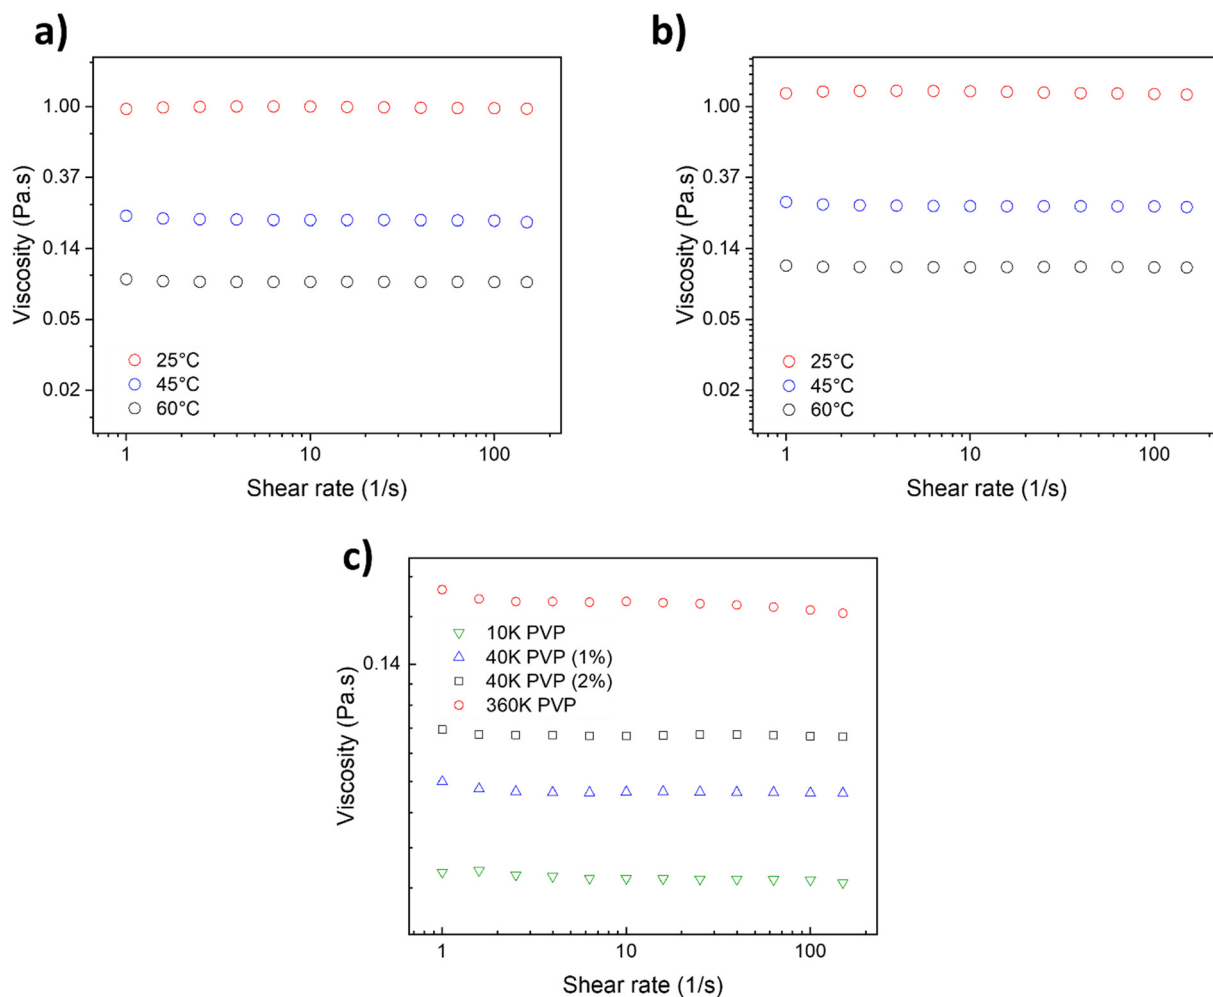 a)
Viscosity (Pa.s)
1.00
0.37
0.14
0.05
0.02
25°C
45°C
60°C
1
10
100
Shear rate (1/s)
b)
Viscosity (Pa.s)
1.00
0.37
0.14
0.05
0.02
25°C
45°C
60°C
1
10
100
Shear rate (1/s)
c)
Viscosity (Pa.s)
0.14
10K PVP
40K PVP (1%)
40K PVP (2%)
360K PVP
1
10
100
Shear rate (1/s)